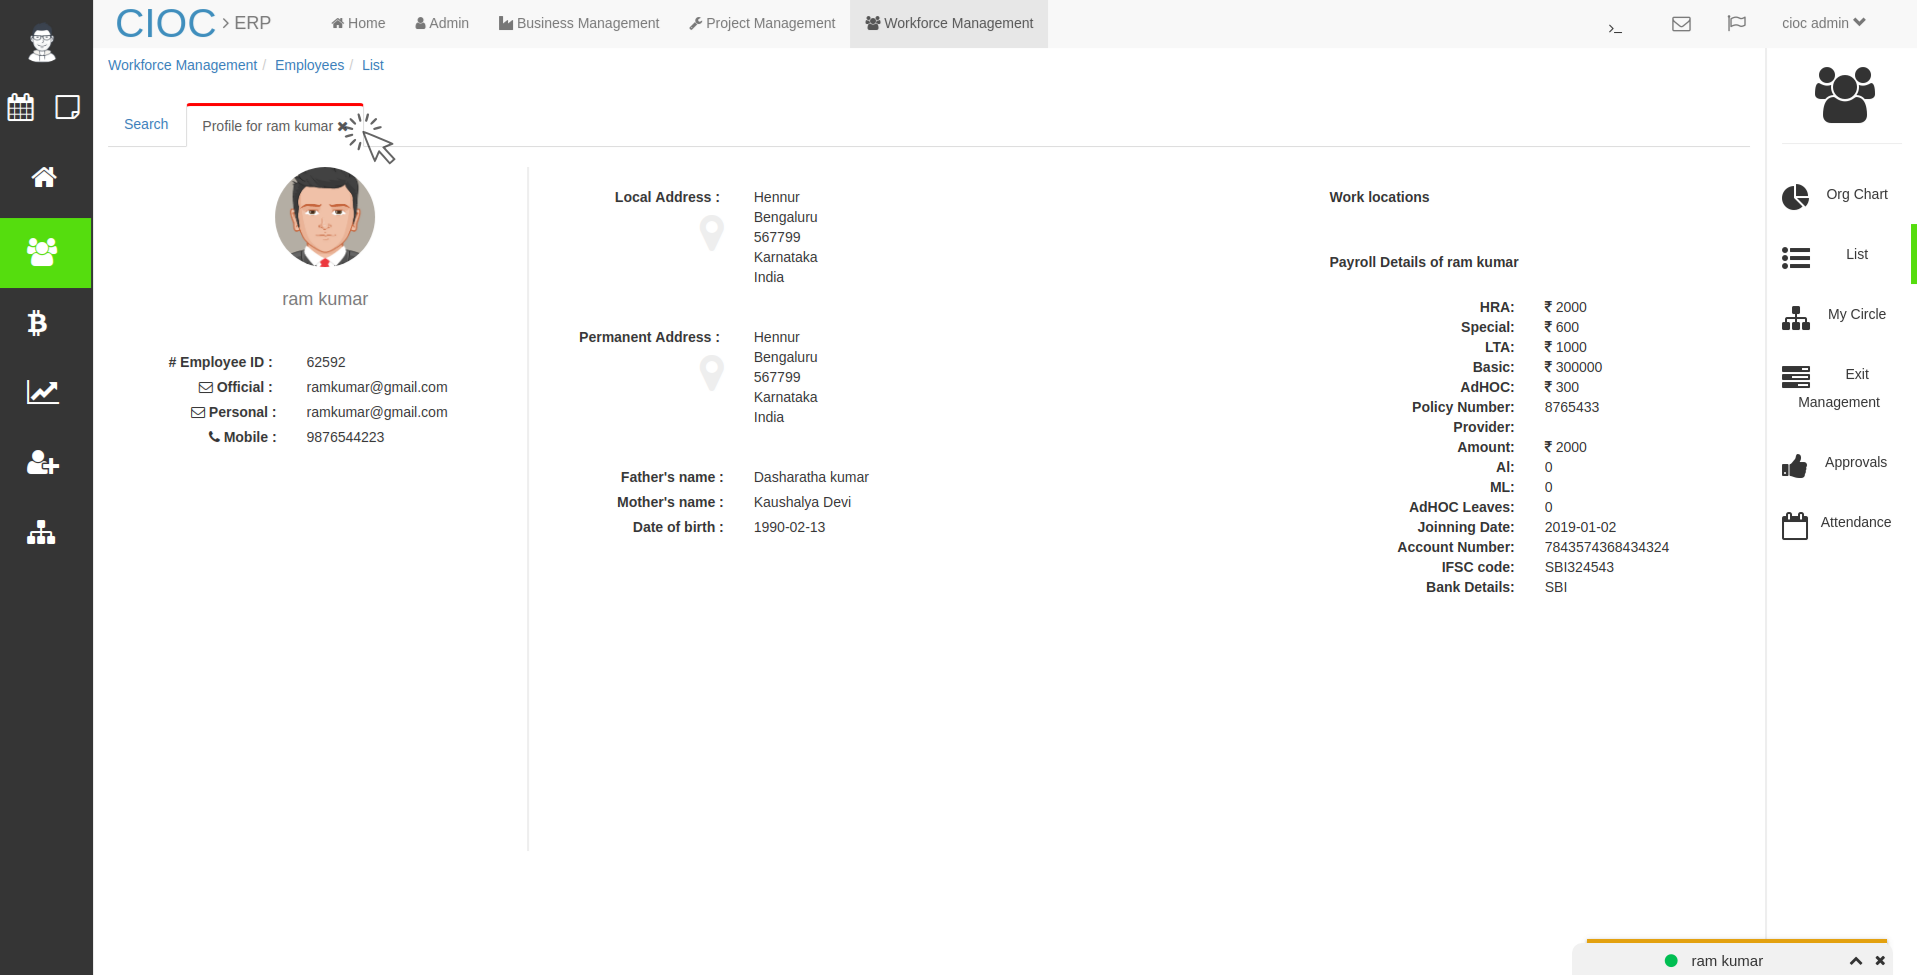 CIOC > ERP Home Admin Business Management Project Management Workforce Management >_ cioc admin
Workforce Management / Employees / List
Search Profile for ram kumar
ram kumar
# Employee ID : 62592
Official : ramkumar@gmail.com
Personal : ramkumar@gmail.com
Mobile : 9876544223
Local Address : Hennur
Bengaluru
567799
Karnataka
India
Permanent Address : Hennur
Bengaluru
567799
Karnataka
India
Father's name : Dasharatha kumar
Mother's name : Kaushalya Devi
Date of birth : 1990-02-13
Work locations
Payroll Details of ram kumar
HRA: ₹ 2000
Special: ₹ 600
LTA: ₹ 1000
Basic: ₹ 300000
AdHOC: ₹ 300
Policy Number: 8765433
Provider:
Amount: ₹ 2000
Al: 0
ML: 0
AdHOC Leaves: 0
Joinning Date: 2019-01-02
Account Number: 7843574368434324
IFSC code: SBI324543
Bank Details: SBI
Org Chart
List
My Circle
Exit
Management
Approvals
Attendance
ram kumar